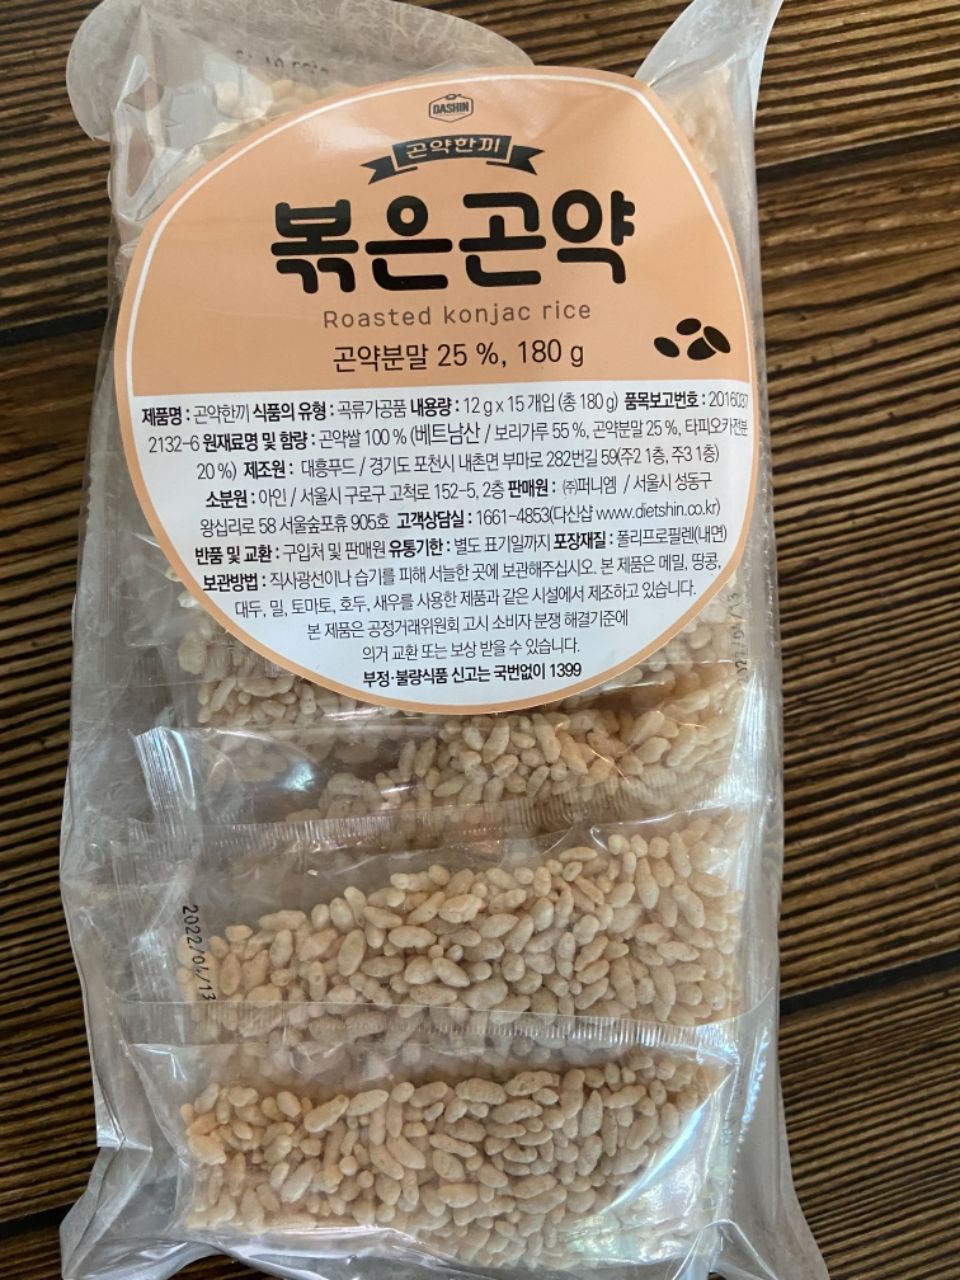 DASHIN
곤약한끼
볶은곤약
Roasted konjac rice
곤약분말 25 %, 180 g
제품명 : 곤약한끼 식품의 유형 : 곡류가공품 내용량 : 12 g x 15 개입 (총 180 g) 품목보고번호 : 2016037
2132-6 원재료명 및 함량 : 곤약쌀 100 % (베트남산 / 보리가루 55 %, 곤약분말 25 %, 타피오카전분
20 %) 제조원 : 대흥푸드 / 경기도 포천시 내촌면 부마로 282번길 59(주2 1층, 주3 1층)
소분원 : 아인 / 서울시 구로구 고척로 152-5, 2층 판매원 : ㈜퍼니엠 / 서울시 성동구
왕십리로 58 서울숲포휴 905호 고객상담실 : 1661-4853(다신샵 www.dietshin.co.kr)
반품 및 교환 : 구입처 및 판매원 유통기한 : 별도 표기일까지 포장재질 : 폴리프로필렌(내면)
보관방법 : 직사광선이나 습기를 피해 서늘한 곳에 보관해주십시오. 본 제품은 메밀, 땅콩,
대두, 밀, 토마토, 호두, 새우를 사용한 제품과 같은 시설에서 제조하고 있습니다.
본 제품은 공정거래위원회 고시 소비자 분쟁 해결기준에
의거 교환 또는 보상 받을 수 있습니다.
부정·불량식품 신고는 국번없이 1399
2022/04/13